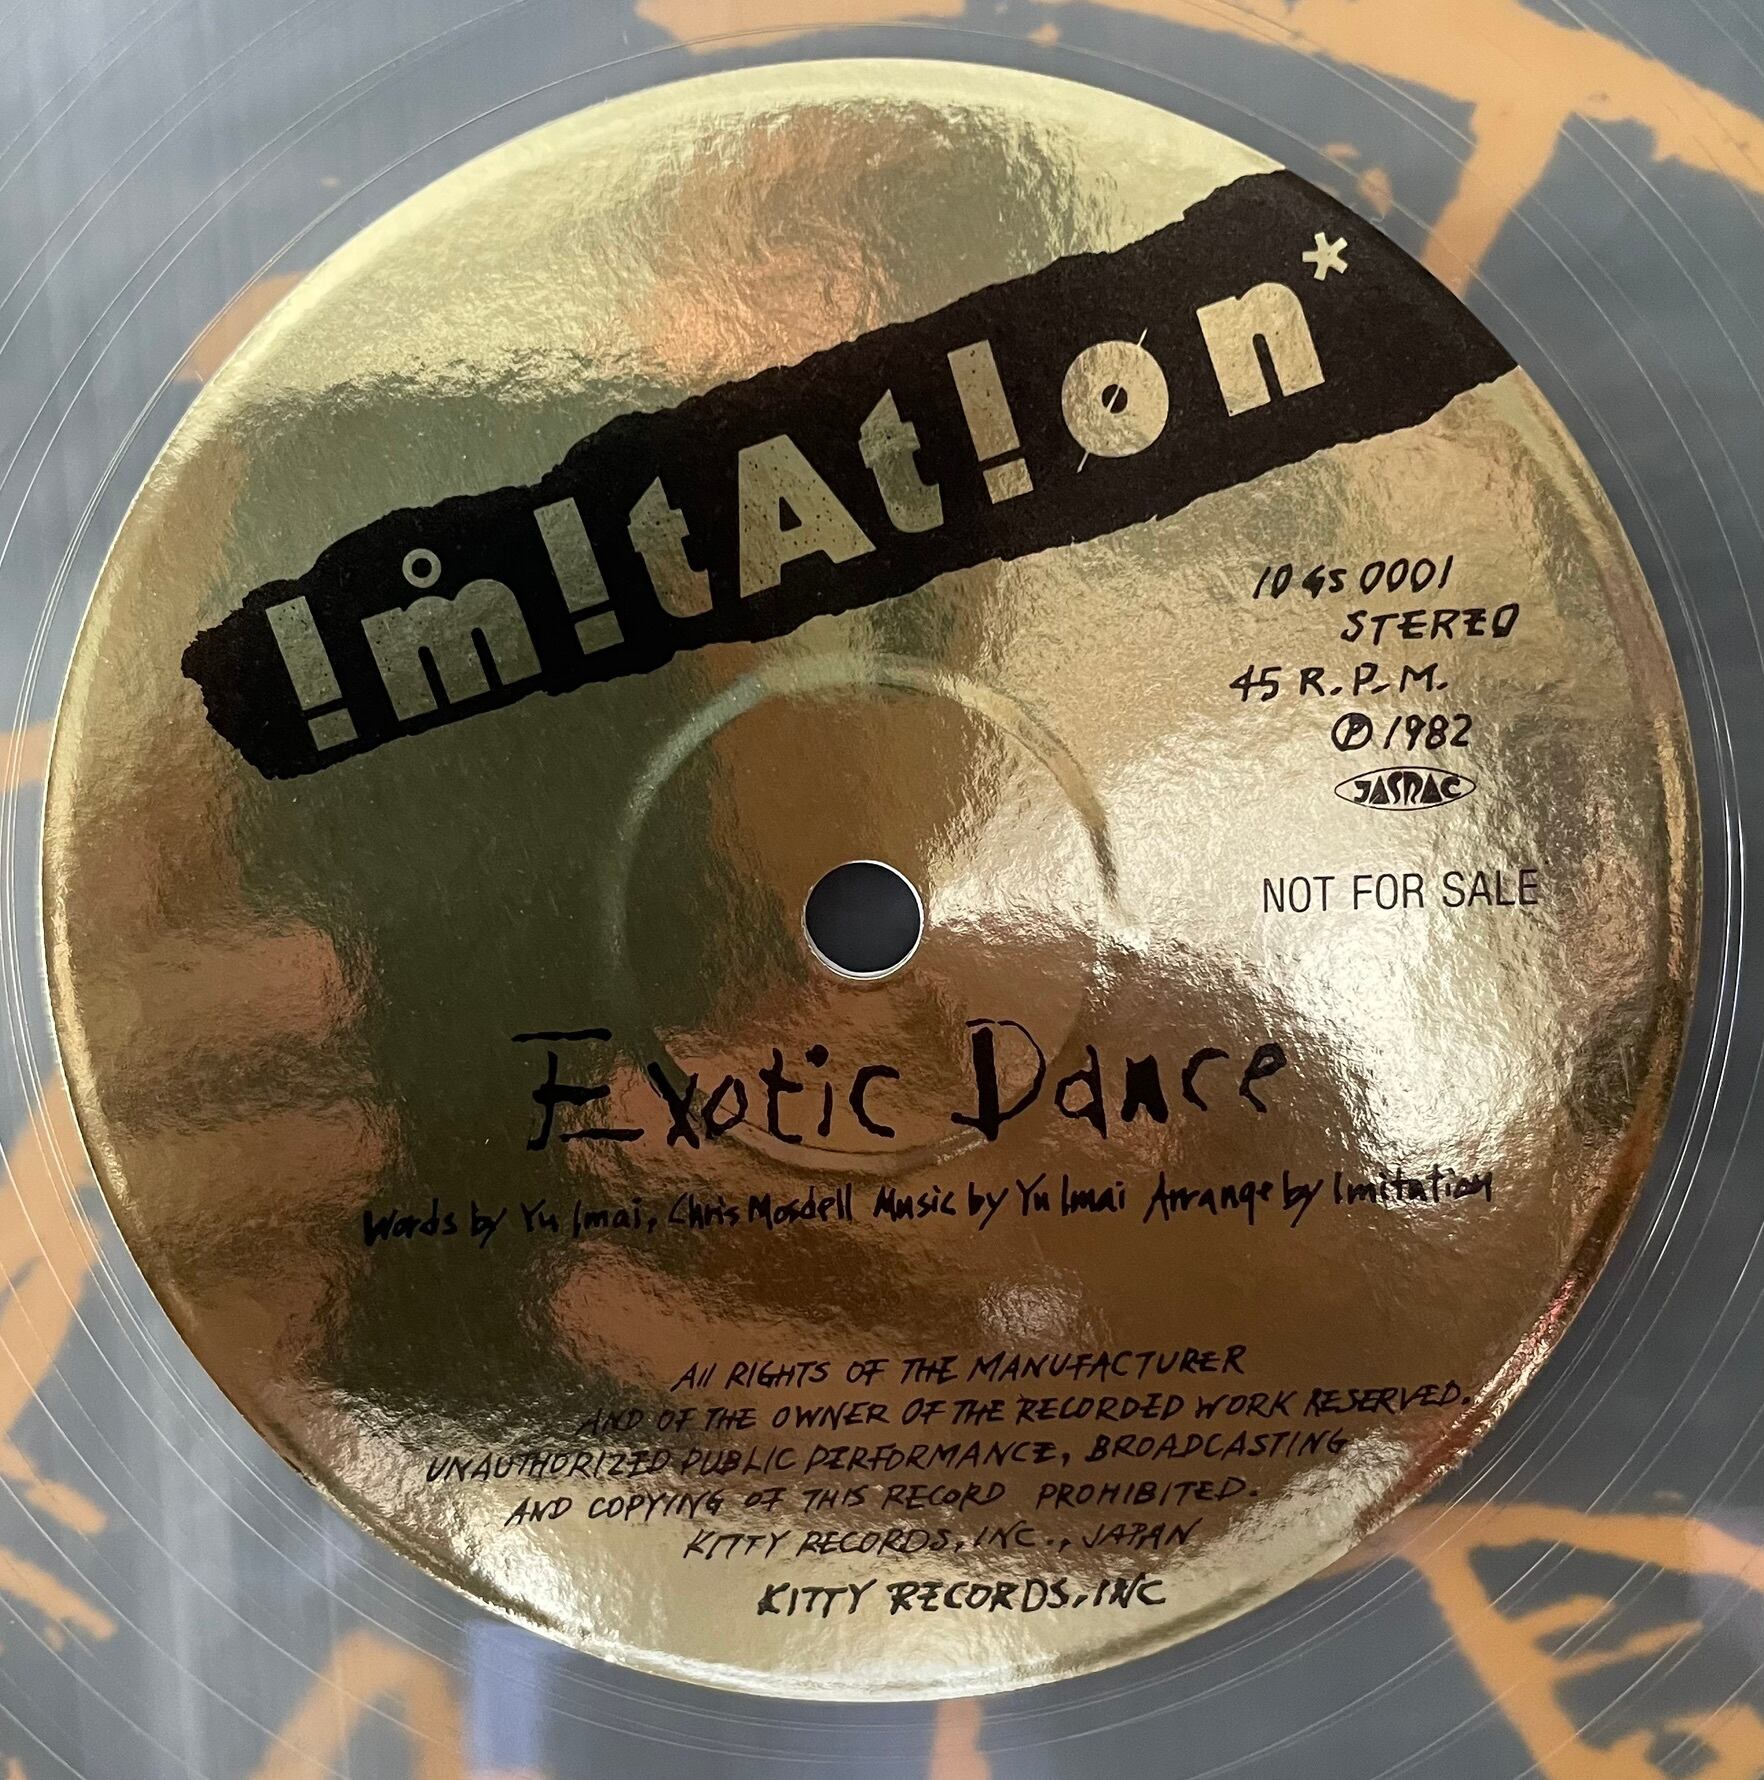 !m!tAt!on*
10 GS 0001
STEREO
45 R.P.M.
Ⓟ 1982
JASRAC
NOT FOR SALE
Exotic Dance
Words by Yu Imai, Chris Mosdell Music by Yu Imai Arrange by Imitation
All RIGHTS OF THE MANUFACTURER
AND OF THE OWNER OF THE RECORDED WORK RESERVED.
UNAUTHORIZED PUBLIC PERFORMANCE, BROADCASTING
AND COPYING OF THIS RECORD PROHIBITED.
KITTY RECORDS, INC., JAPAN
KITTY RECORDS, INC